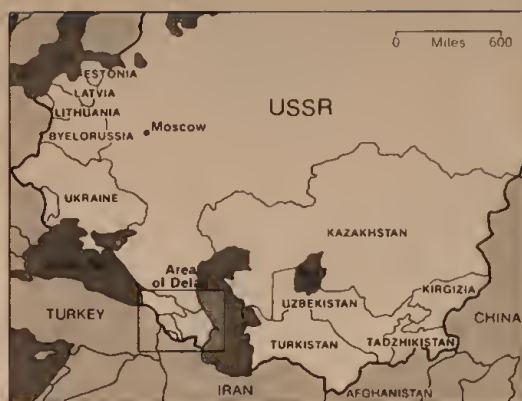 0 Miles 600
ESTONIA
LATVIA
LITHUANIA
BYELORUSSIA
Moscow
USSR
UKRAINE
KAZAKHSTAN
Area
of Deta
UZBEKISTAN
KIRGIZIA
TURKEY
CHINA
TURKISTAN
TADZHIKISTAN
IRAN
AFGHANISTAN